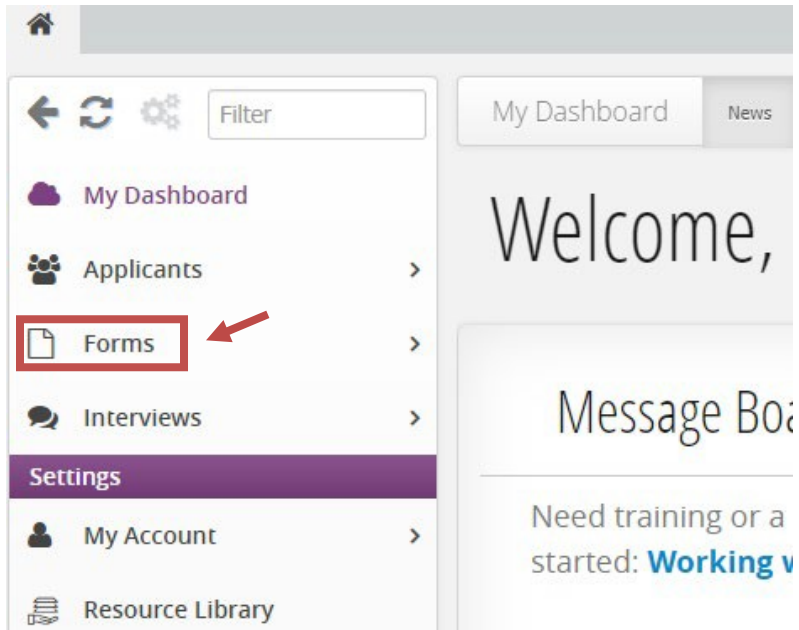 Filter
My Dashboard
Applicants
Forms
Interviews
Settings
My Account
Resource Library
My Dashboard News
Welcome,
Message Boa
Need training or a
started: Working w